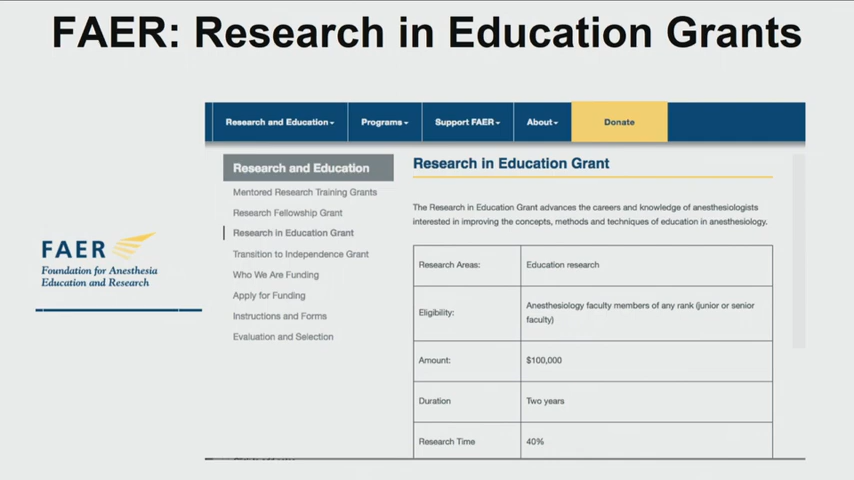 FAER: Research in Education Grants
Research and Education
Programs
Support FAER
About
Donate
Research and Education
Mentored Research Training Grants
Research Fellowship Grant
Research in Education Grant
Transition to Independence Grant
Who We Are Funding
Apply for Funding
Instructions and Forms
Evaluation and Selection
FAER
Foundation for Anesthesia
Education and Research
Research in Education Grant
The Research in Education Grant advances the careers and knowledge of anesthesiologists
interested in improving the concepts, methods and techniques of education in anesthesiology.
Research Areas: Education research
Eligibility: Anesthesiology faculty members of any rank (junior or senior
faculty)
Amount: $100,000
Duration Two years
Research Time 40%